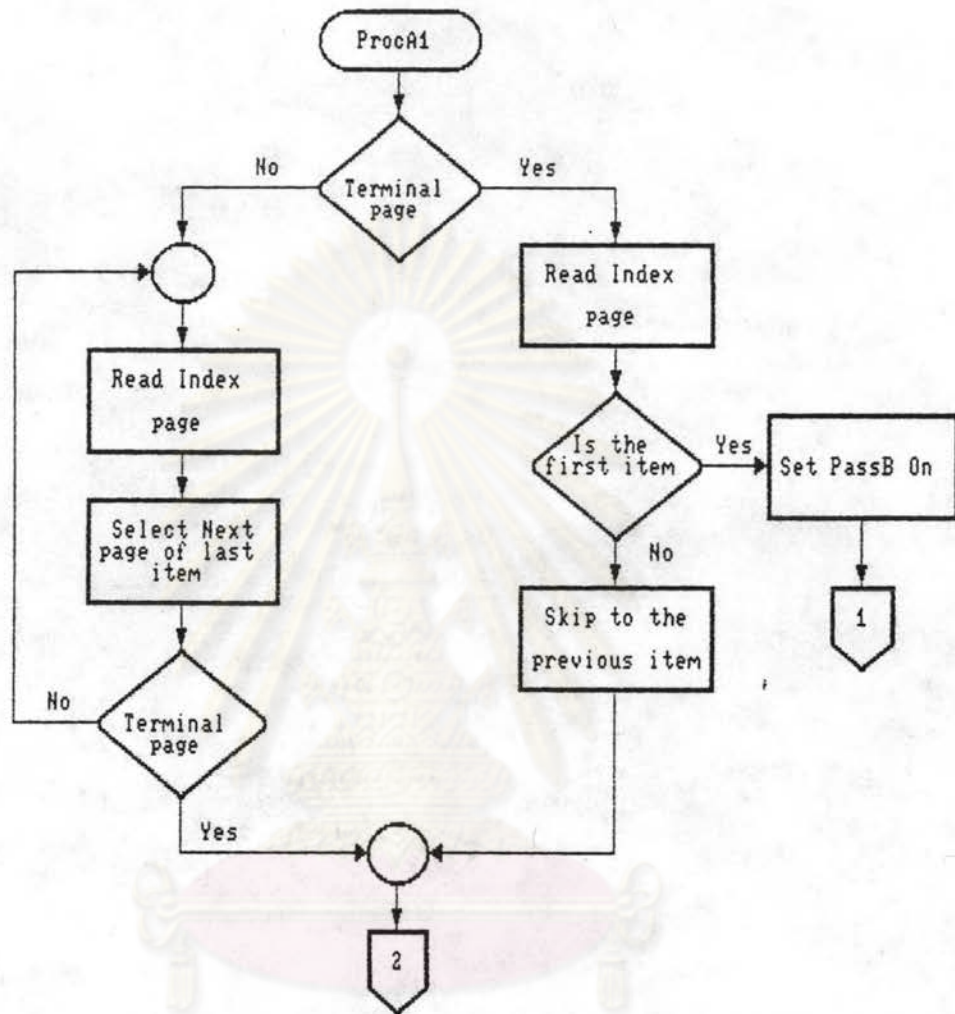 ProcA1
No
Yes
Terminal
page
Read Index
page
Read Index
page
Is the
first item
Yes
Set PassB On
No
Select Next
page of last
item
Skip to the
previous item
1
No
Terminal
page
Yes
2